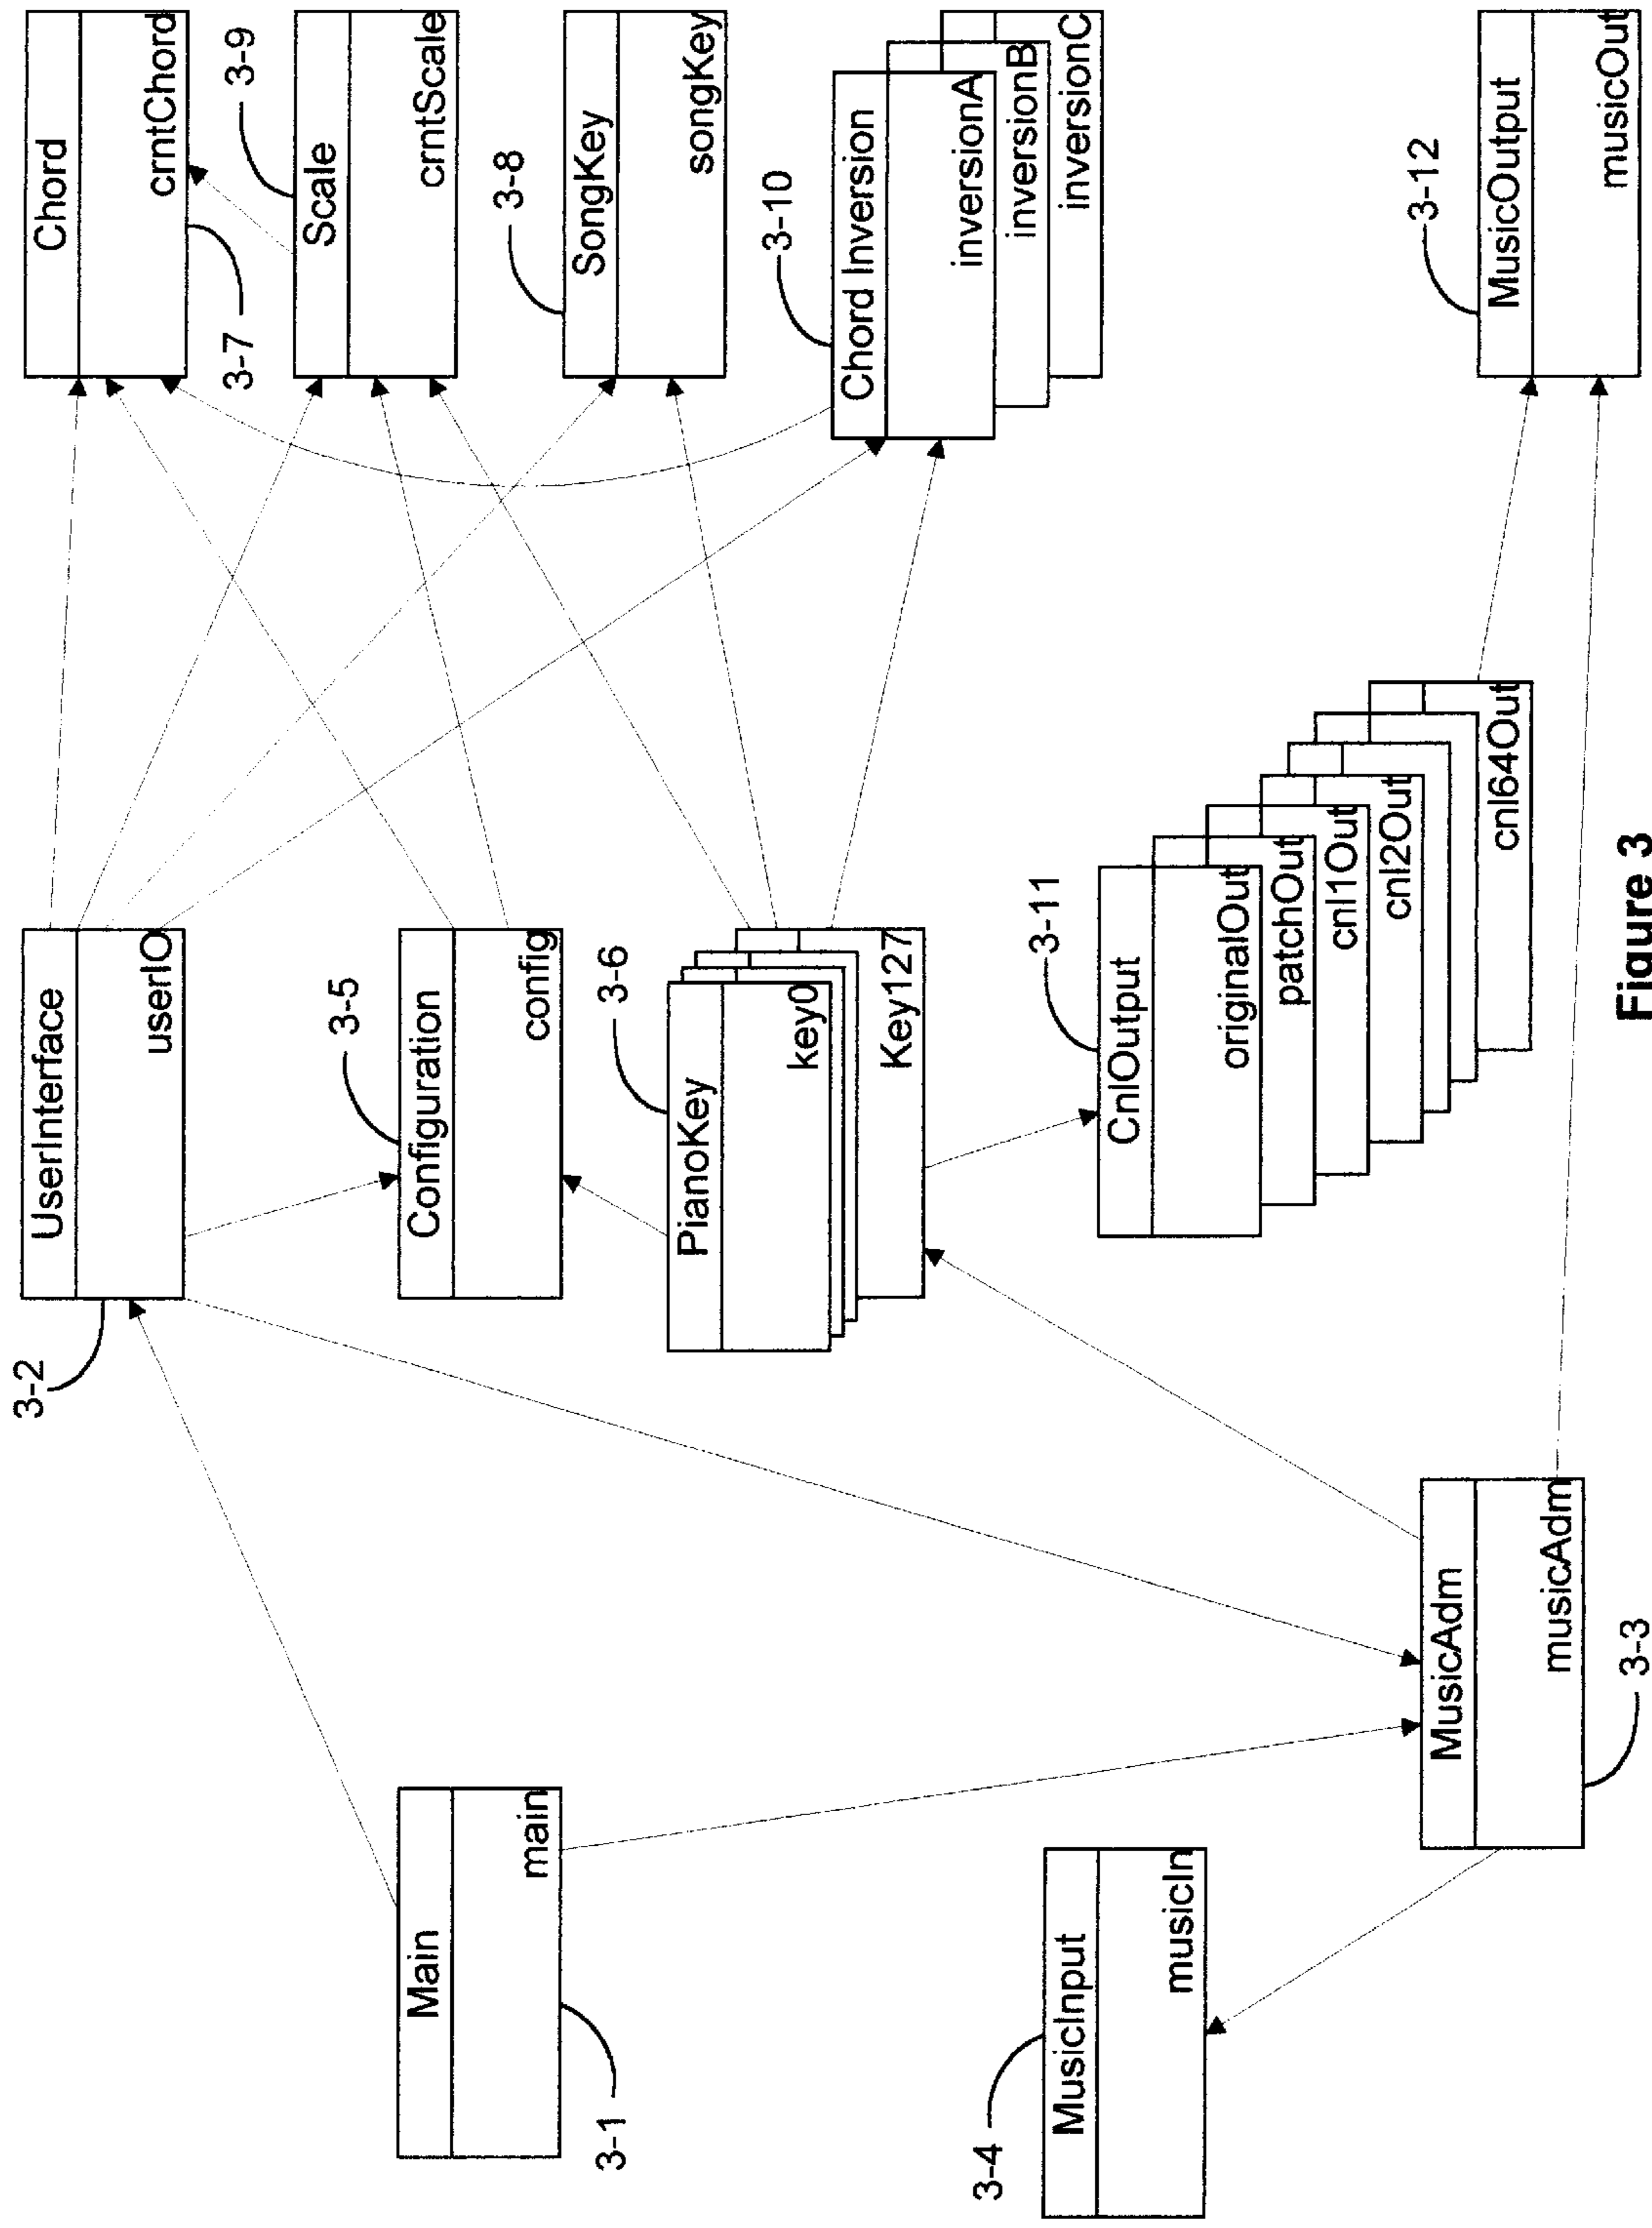 Main
main
3-1
MusicInput
musicIn
3-4
MusicAdm
musicAdm
3-3
UserInterface
userIO
3-2
Configuration
config
3-5
PianoKey
key0
Key127
3-6
CnlOutput
originalOut
patchOut
cnl1Out
cnl2Out
cnl64Out
3-11
Chord
crntChord
3-7
Scale
crntScale
3-9
SongKey
songKey
3-8
Chord Inversion
inversionA
inversionB
inversionC
3-10
MusicOutput
musicOut
3-12
Figure 3